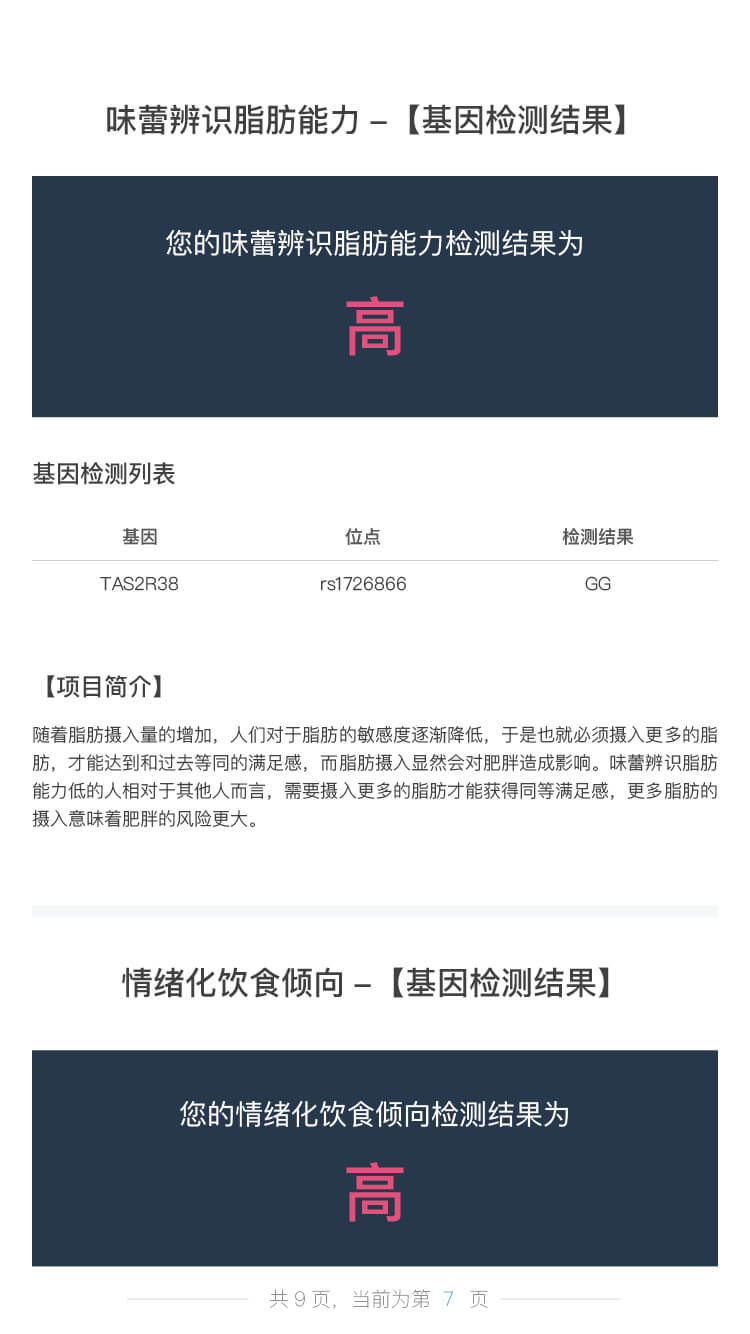 味蕾辨识脂肪能力 –【基因检测结果】
您的味蕾辨识脂肪能力检测结果为
高
基因检测列表
基因 位点 检测结果
TAS2R38 rs1726866 GG
【项目简介】
随着脂肪摄入量的增加，人们对于脂肪的敏感度逐渐降低，于是也就必须摄入更多的脂
肪，才能达到和过去等同的满足感，而脂肪摄入显然会对肥胖造成影响。味蕾辨识脂肪
能力低的人相对于其他人而言，需要摄入更多的脂肪才能获得同等满足感，更多脂肪的
摄入意味着肥胖的风险更大。
情绪化饮食倾向 –【基因检测结果】
您的情绪化饮食倾向检测结果为
高
共 9 页，当前为第 7 页